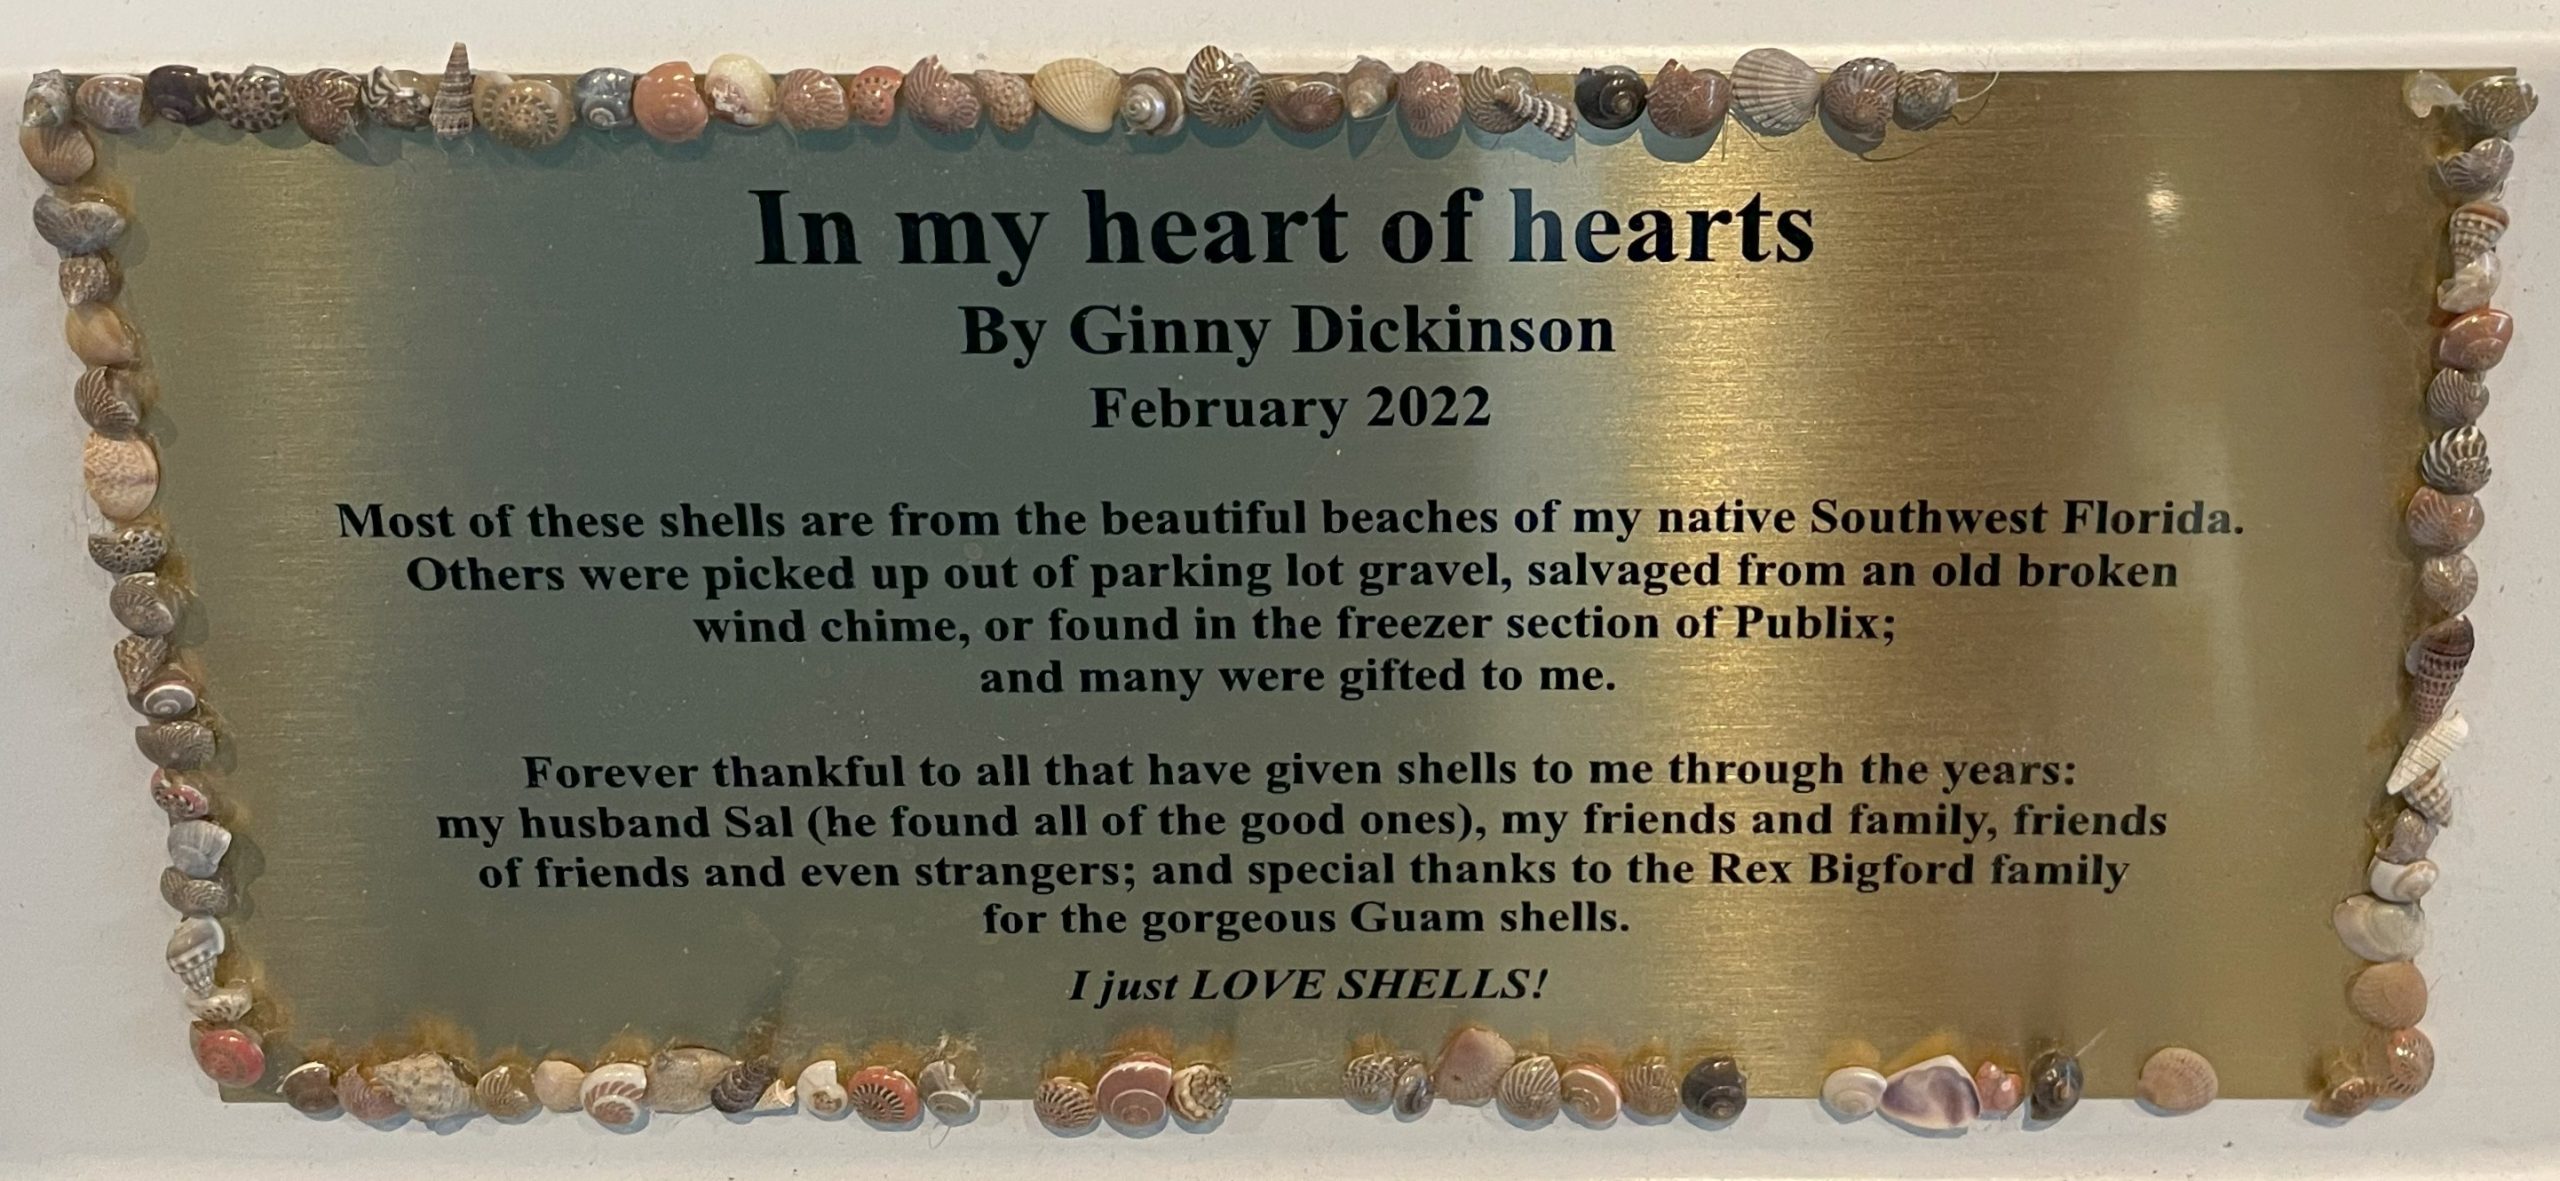 In my heart of hearts
By Ginny Dickinson
February 2022
Most of these shells are from the beautiful beaches of my native Southwest Florida.
Others were picked up out of parking lot gravel, salvaged from an old broken
wind chime, or found in the freezer section of Publix;
and many were gifted to me.
Forever thankful to all that have given shells to me through the years:
my husband Sal (he found all of the good ones), my friends and family, friends
of friends and even strangers; and special thanks to the Rex Bigford family
for the gorgeous Guam shells.
I just LOVE SHELLS!